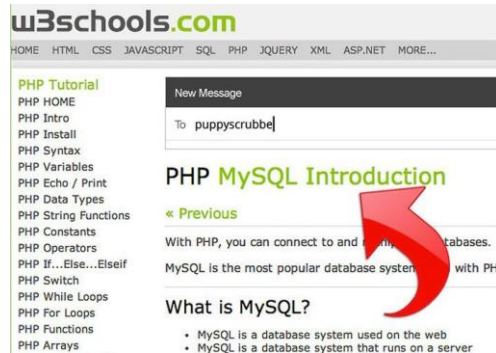 w3schools.com
HOME HTML CSS JAVASCRIPT SQL PHP JQUERY XML ASP.NET MORE...
PHP Tutorial
PHP HOME
PHP Intro
PHP Install
PHP Syntax
PHP Variables
PHP Echo / Print
PHP Data Types
PHP String Functions
PHP Constants
PHP Operators
PHP If...Else...Elseif
PHP Switch
PHP While Loops
PHP For Loops
PHP Functions
PHP Arrays
New Message
To puppyscrubbe
PHP MySQL Introduction
« Previous
With PHP, you can connect to and
MySQL is the most popular database system with PH
What is MySQL?
• MySQL is a database system used on the web
• MySQL is a database system that runs on a server